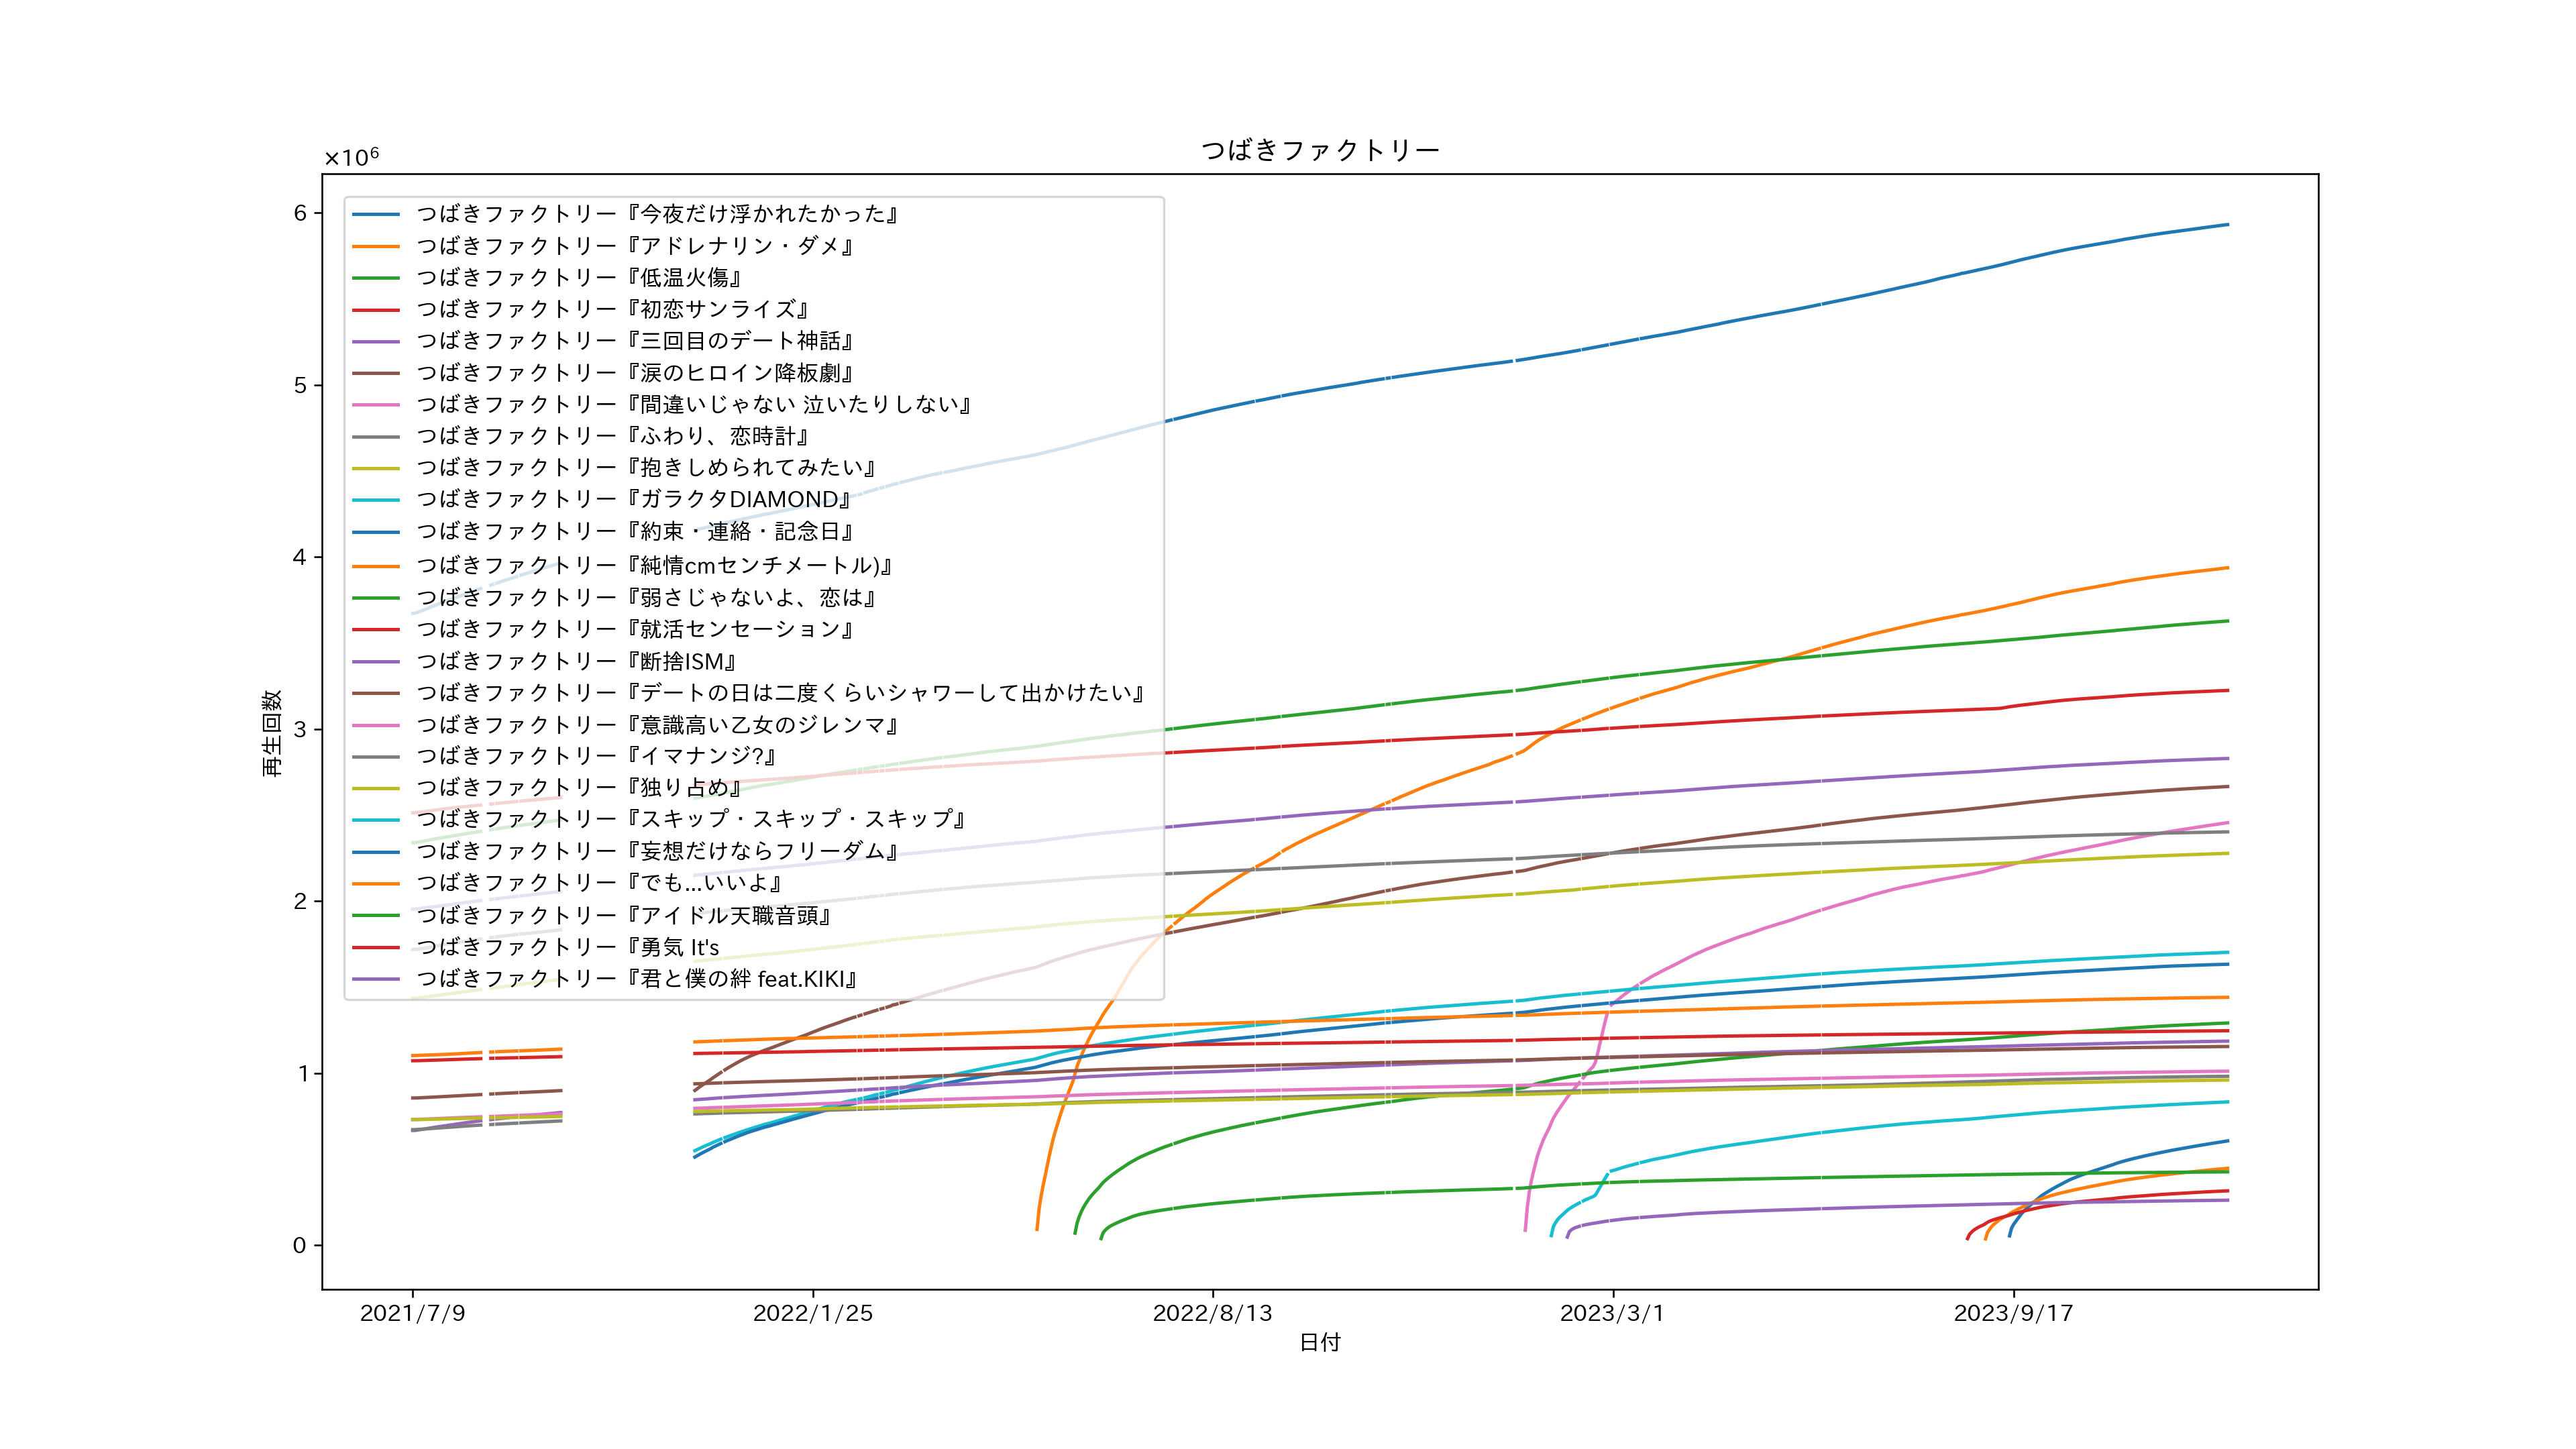 つばきファクトリー
×10⁶
つばきファクトリー『今夜だけ浮かれたかった』
つばきファクトリー『アドレナリン・ダメ』
つばきファクトリー『低温火傷』
つばきファクトリー『初恋サンライズ』
つばきファクトリー『三回目のデート神話』
つばきファクトリー『涙のヒロイン降板劇』
つばきファクトリー『間違いじゃない 泣いたりしない』
つばきファクトリー『ふわり、恋時計』
つばきファクトリー『抱きしめられてみたい』
つばきファクトリー『ガラクタDIAMOND』
つばきファクトリー『約束・連絡・記念日』
つばきファクトリー『純情cmセンチメートル)』
つばきファクトリー『弱さじゃないよ、恋は』
つばきファクトリー『就活センセーション』
つばきファクトリー『断捨ISM』
つばきファクトリー『デートの日は二度くらいシャワーして出かけたい』
つばきファクトリー『意識高い乙女のジレンマ』
つばきファクトリー『イマナンジ?』
つばきファクトリー『独り占め』
つばきファクトリー『スキップ・スキップ・スキップ』
つばきファクトリー『妄想だけならフリーダム』
つばきファクトリー『でも...いいよ』
つばきファクトリー『アイドル天職音頭』
つばきファクトリー『勇気 It's
つばきファクトリー『君と僕の絆 feat.KIKI』
6
5
4
3
2
1
0
再生回数
2021/7/9
2022/1/25
2022/8/13
2023/3/1
2023/9/17
日付